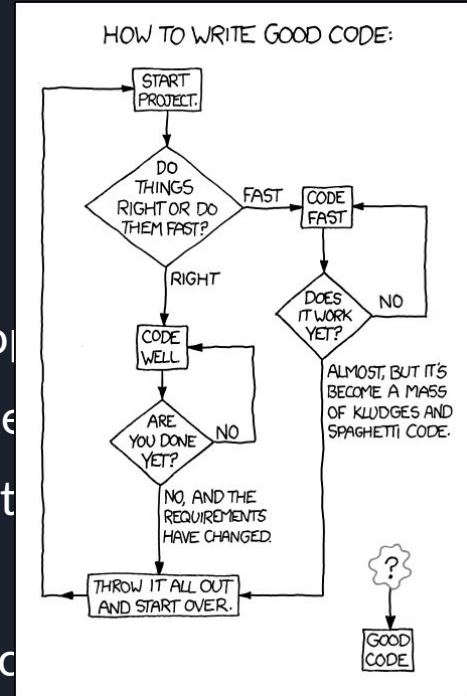 HOW TO WRITE GOOD CODE:
START
PROJECT.
DO
THINGS
RIGHT OR DO
THEM FAST?
FAST
CODE
FAST
RIGHT
DOES
IT WORK
YET?
NO
CODE
WELL
ALMOST, BUT IT'S
BECOME A MASS
OF KLUDGES AND
SPAGHETTI CODE.
ARE
YOU DONE
YET?
NO
NO, AND THE
REQUIREMENTS
HAVE CHANGED.
THROW IT ALL OUT
AND START OVER.
?
GOOD
CODE